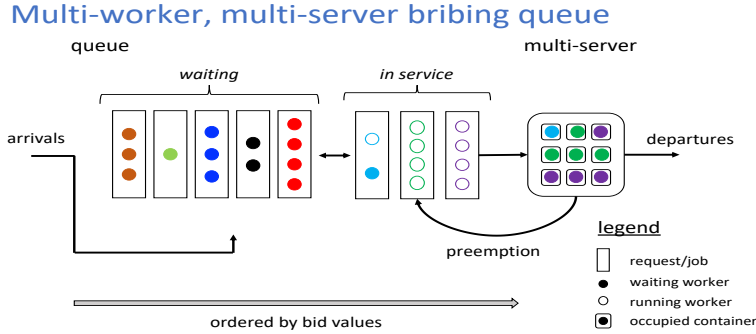 Multi-worker, multi-server bribing queue
queue
multi-server
waiting
in service
arrivals
departures
preemption
legend
request/job
waiting worker
running worker
occupied container
ordered by bid values